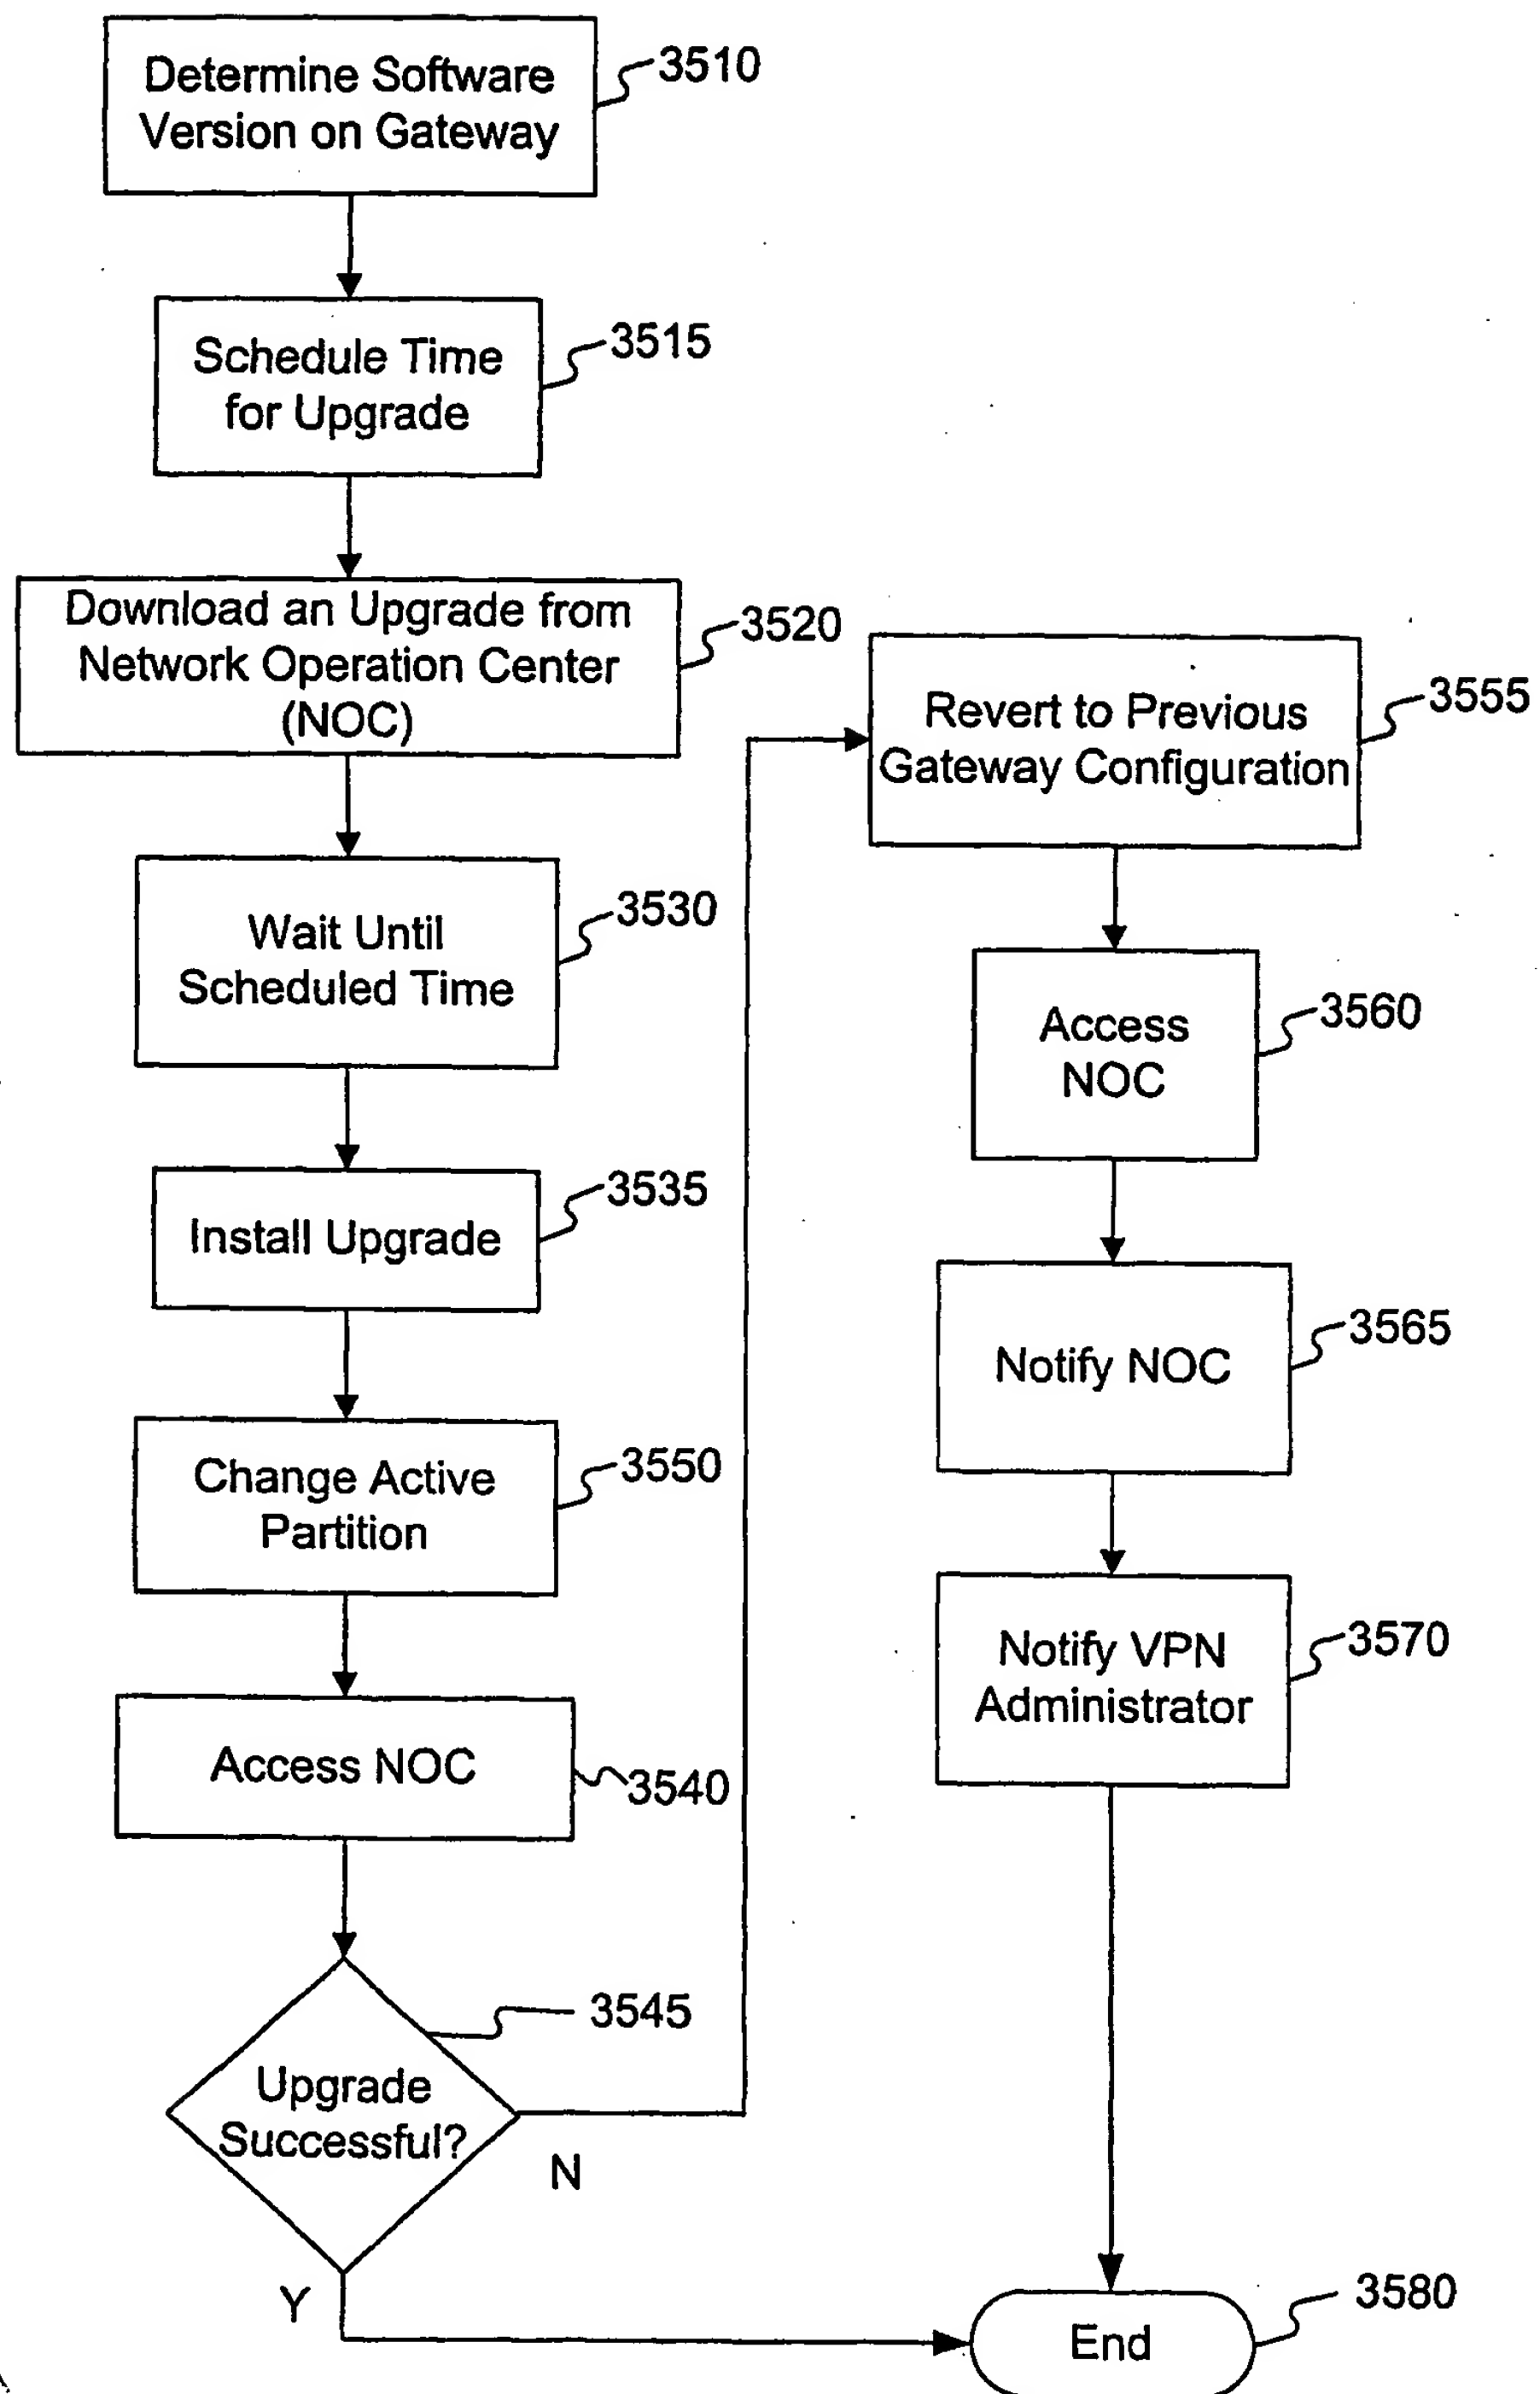 Determine Software
Version on Gateway
3510
Schedule Time
for Upgrade
3515
Download an Upgrade from
Network Operation Center
(NOC)
3520
Wait Until
Scheduled Time
3530
Install Upgrade
3535
Change Active
Partition
3550
Access NOC
3540
Upgrade
Successful?
3545
N
Y
Revert to Previous
Gateway Configuration
3555
Access
NOC
3560
Notify NOC
3565
Notify VPN
Administrator
3570
End
3580